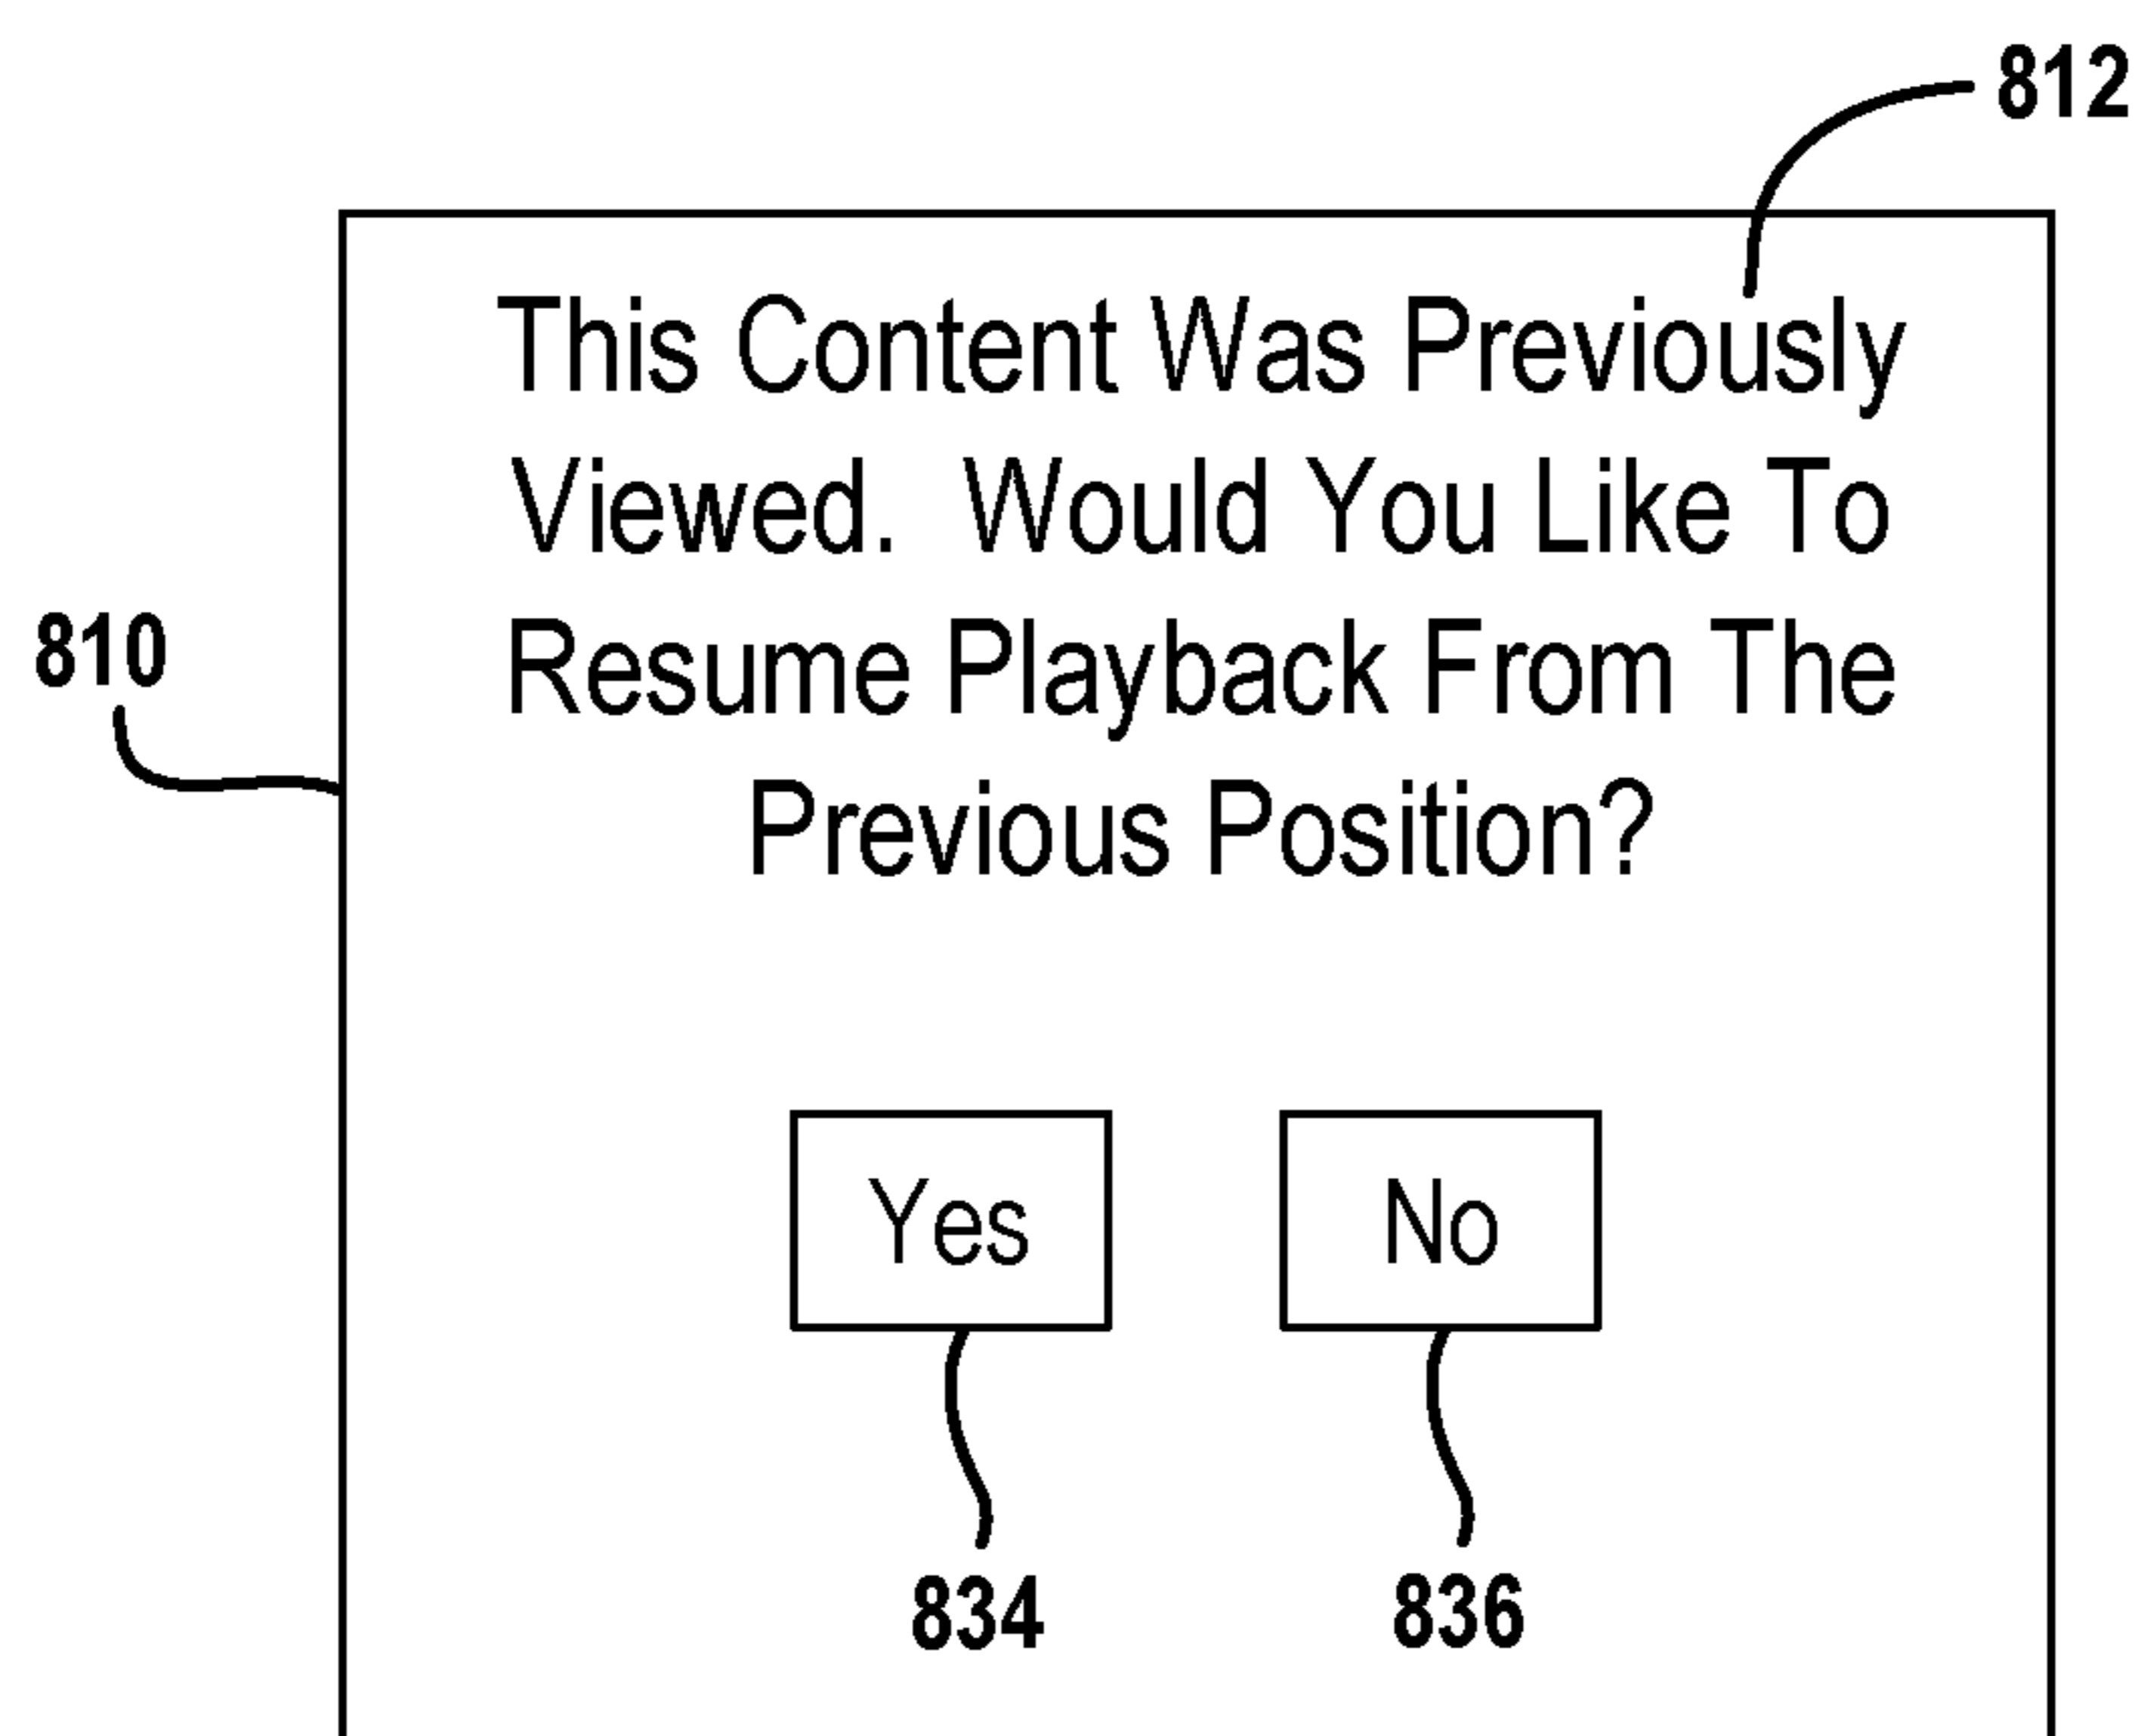 812
This Content Was Previously
Viewed.  Would You Like To
Resume Playback From The
Previous Position?
810
Yes No
834 836